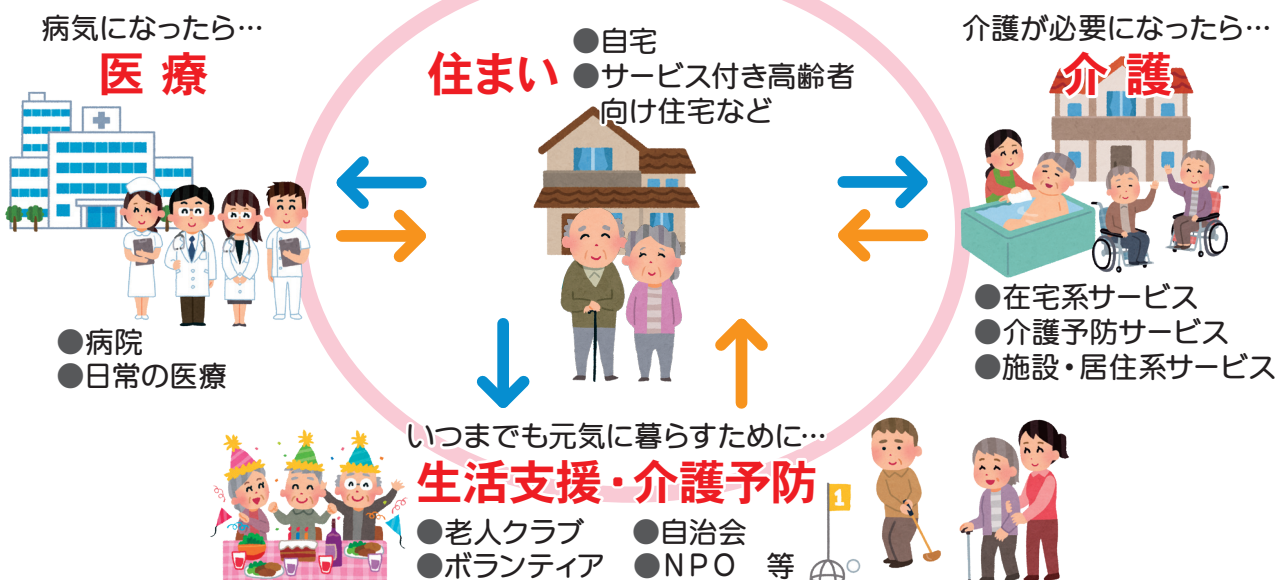 病気になったら…
医療
●病院
●日常の医療
住まい
●自宅
●サービス付き高齢者
向け住宅など
介護が必要になったら…
介護
●在宅系サービス
●介護予防サービス
●施設・居住系サービス
いつまでも元気に暮らすために…
生活支援・介護予防
●老人クラブ ●自治会
●ボランティア ●NPO 等
1